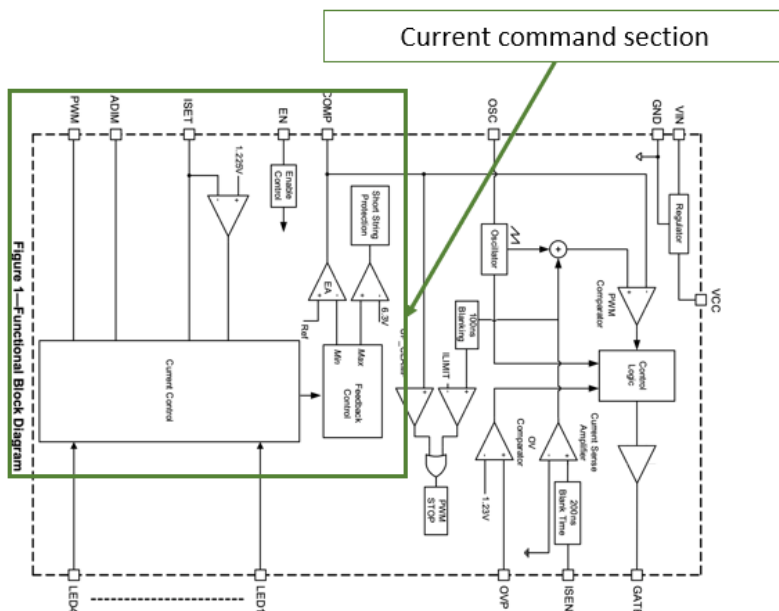 Current command section
PWM
ADIM
ISET
EN
COMP
OSC
GND
VIN
1.225V
Enable
Control
Short String
Protection
Oscillator
+
Regulator
VCC
EA
6.3V
Ref
100ns
Blanking
PWM
Comparator
Min
Max
Feedback
Control
Current Control
ILIMIT
Control
Logic
OV
Comparator
Current Sense
Amplifier
PWM
STOP
1.23V
200ns
Blank Time
LED1
OVP
Figure 1—Functional Block Diagram